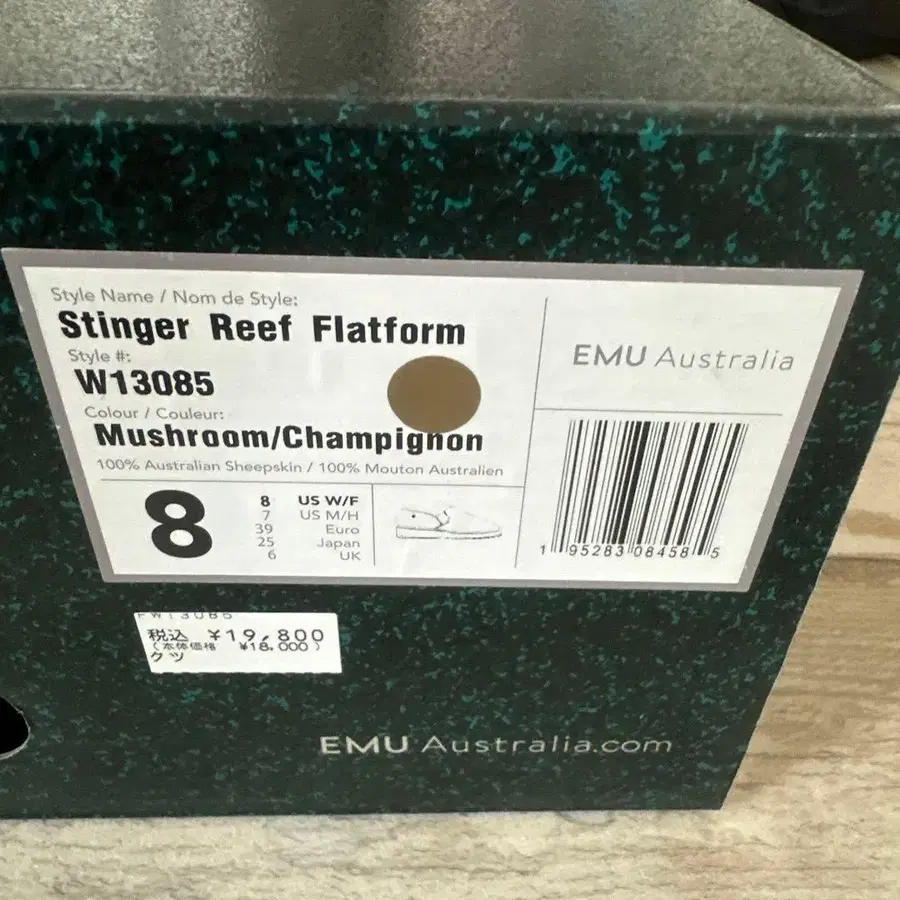 Style Name / Nom de Style:
Stinger Reef Flatform
Style #:
W13085
Colour / Couleur:
Mushroom/Champignon
100% Australian Sheepskin / 100% Mouton Australien
8
8 US W/F
7 US M/H
39 Euro
25 Japan
6 UK
EMU Australia
1 95283 08458 5
FW13085
税込 ¥19,800
(本体価格 ¥18,000)
クツ
EMU Australia.com